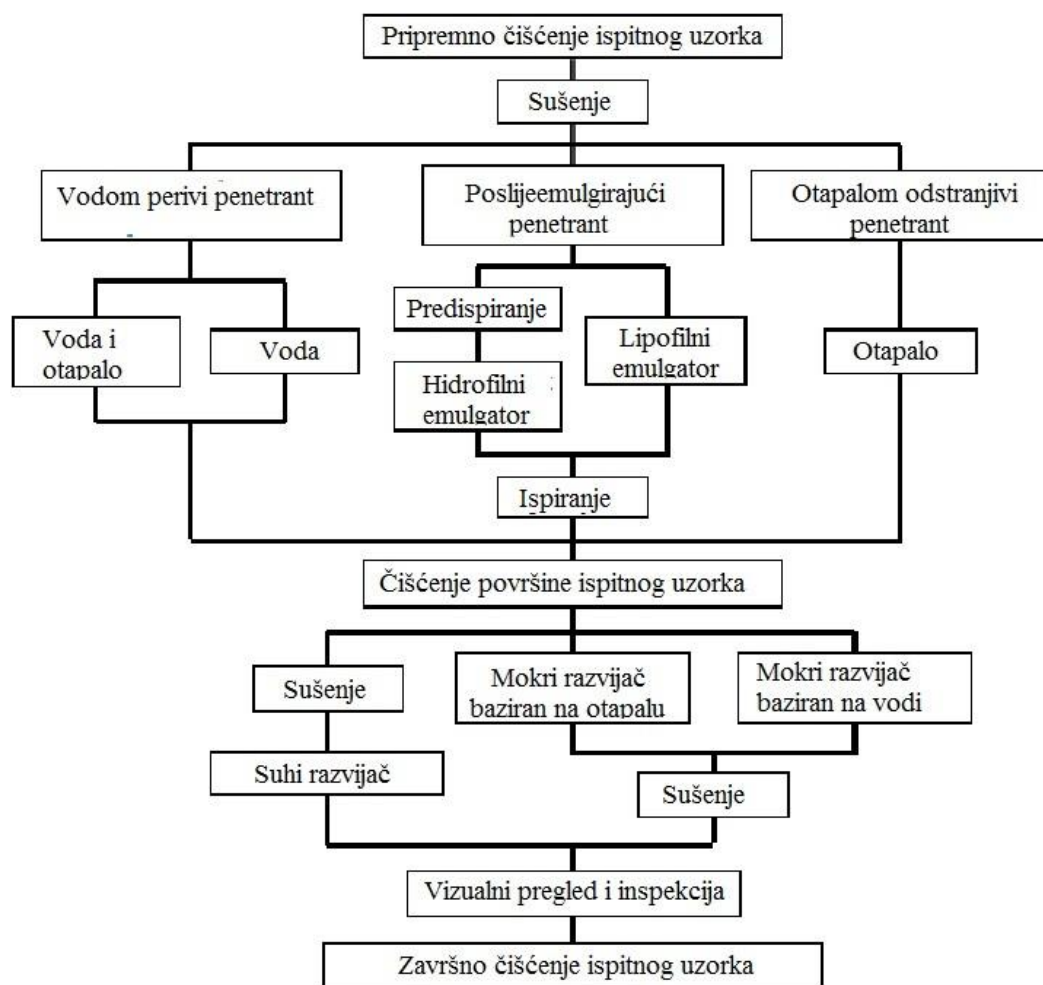 Pripremno čišćenje ispitnog uzorka
Sušenje
Vodom perivi penetrant
Poslijeemulgirajući
penetrant
Otapalom odstranjivi
penetrant
Voda i
otapalo
Voda
Predispiranje
Hidrofilni
emulgator
Lipofilni
emulgator
Otapalo
Ispiranje
Čišćenje površine ispitnog uzorka
Sušenje
Mokri razvijač
baziran na otapalu
Mokri razvijač
baziran na vodi
Suhi razvijač
Sušenje
Vizualni pregled i inspekcija
Završno čišćenje ispitnog uzorka